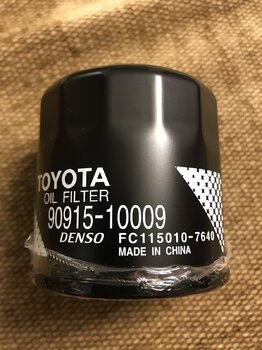 TOYOTA
OIL FILTER
90915-10009
DENSO FC115010-7640
MADE IN CHINA